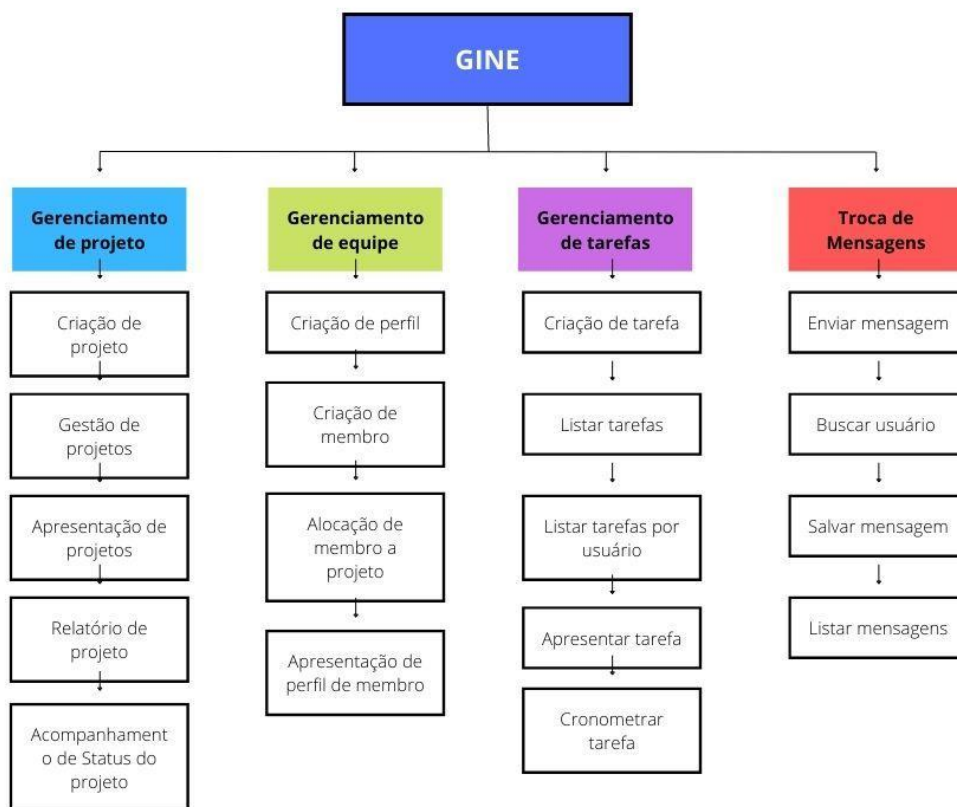 GINE
Gerenciamento
de projeto
Criação de
projeto
Gestão de
projetos
Apresentação de
projetos
Relatório de
projeto
Acompanhament
o de Status do
projeto
Gerenciamento
de equipe
Criação de perfil
Criação de
membro
Alocação de
membro a
projeto
Apresentação de
perfil de membro
Gerenciamento
de tarefas
Criação de tarefa
Listar tarefas
Listar tarefas por
usuário
Apresentar tarefa
Cronometrar
tarefa
Troca de
Mensagens
Enviar mensagem
Buscar usuário
Salvar mensagem
Listar mensagens